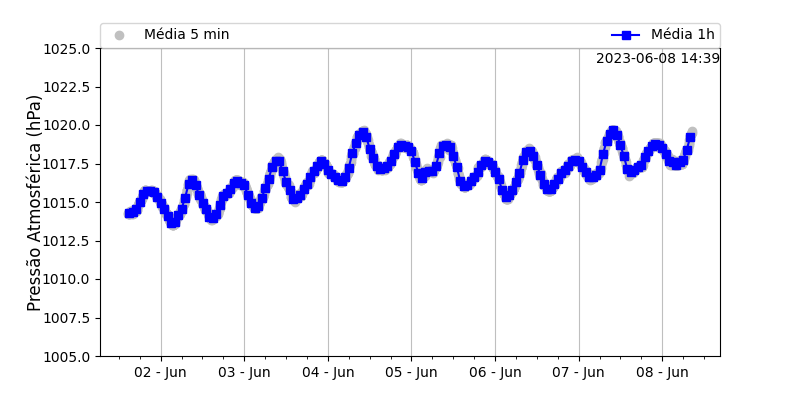 Média 5 min
Média 1h
2023-06-08 14:39
Pressão Atmosférica (hPa)
1025.0
1022.5
1020.0
1017.5
1015.0
1012.5
1010.0
1007.5
1005.0
02 - Jun
03 - Jun
04 - Jun
05 - Jun
06 - Jun
07 - Jun
08 - Jun